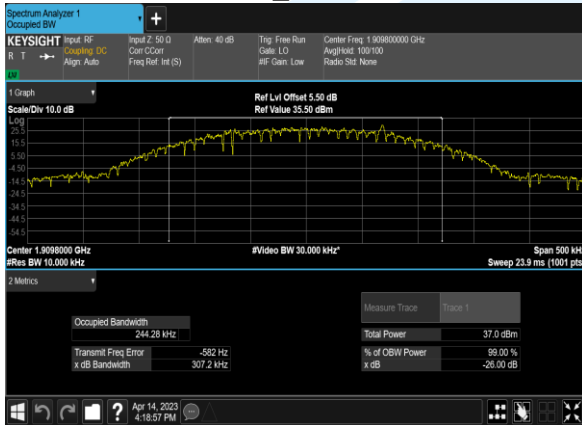 Spectrum Analyzer 1
Occupied BW
KEYSIGHT
R T
Input: RF
Coupling: DC
Align: Auto
Input Z: 50 Ω
Corr CCorr
Freq Ref: Int (S)
Atten: 40 dB
Trig: Free Run
Gate: LO
#IF Gain: Low
Center Freq: 1.909800000 GHz
Avg|Hold: 100/100
Radio Std: None
1 Graph
Scale/Div 10.0 dB
Ref Lvl Offset 5.50 dB
Ref Value 35.50 dBm
Log
25.5
15.5
5.50
-4.50
-14.5
-24.5
-34.5
-44.5
-54.5
Center 1.9098000 GHz
#Res BW 10.000 kHz
#Video BW 30.000 kHz*
Span 500 kH
Sweep 23.9 ms (1001 pts
2 Metrics
Measure Trace
Trace 1
Occupied Bandwidth
244.28 kHz
Transmit Freq Error
-582 Hz
x dB Bandwidth
307.2 kHz
Total Power
37.0 dBm
% of OBW Power
99.00 %
x dB
-26.00 dB
?
Apr 14, 2023
4:18:57 PM